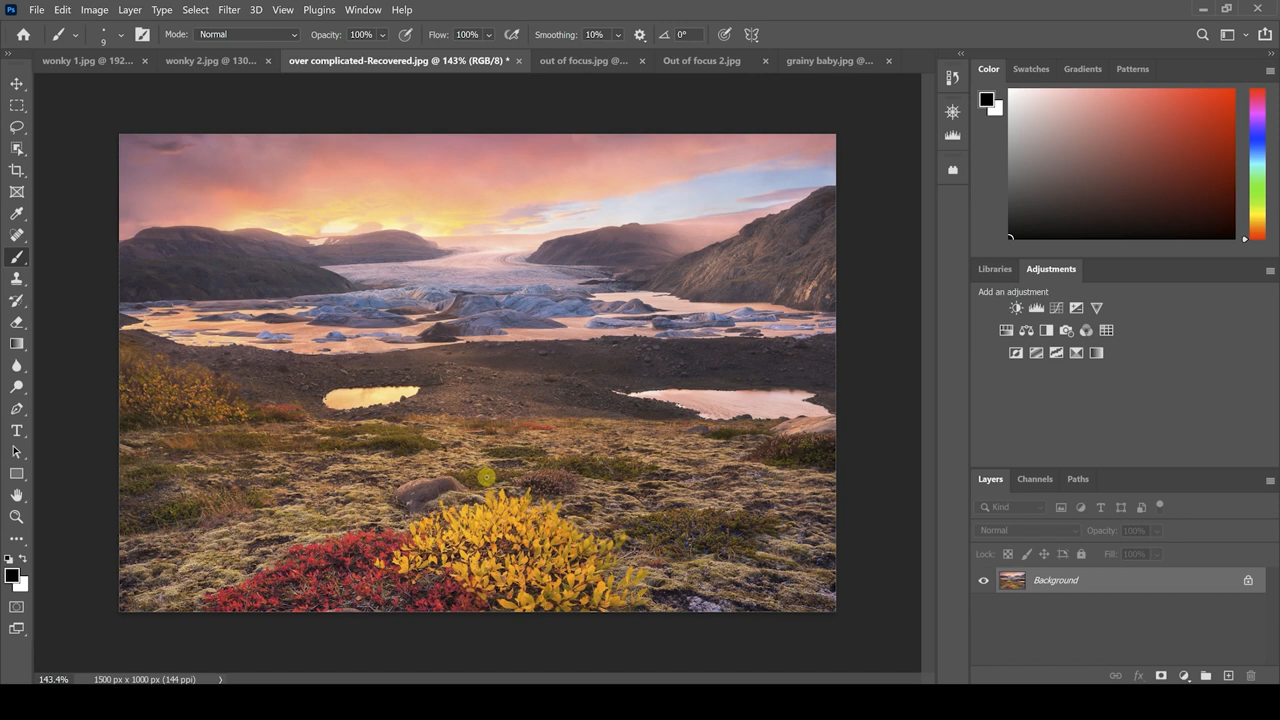 Ps File Edit Image Layer Type Select Filter 3D View Plugins Window Help
9 Mode: Normal Opacity: 100% Flow: 100% Smoothing: 10% 0°
wonky 1.jpg @ 192... × wonky 2.jpg @ 130... × over complicated-Recovered.jpg @ 143% (RGB/8) * × out of focus.jpg @... × Out of focus 2.jpg × grainy baby.jpg @... ×
Color Swatches Gradients Patterns
Libraries Adjustments
Add an adjustment
Layers Channels Paths
Kind
Normal Opacity: 100%
Lock: Fill: 100%
Background
143.4% 1500 px x 1000 px (144 ppi)